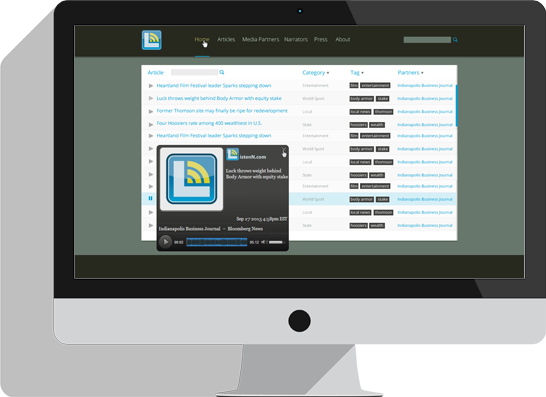 Home Articles Media Partners Narrators Press About
Article Category Tag Partners
Heartland Film Festival leader Sparks stepping down Entertainment film entertainment Indianapolis Business Journal
Luck throws weight behind Body Armor with equity stake World Sport body armor stake Indianapolis Business Journal
Former Thomson site may finally be ripe for redevelopment Local local news thomson Indianapolis Business Journal
Four Hoosiers rate among 400 wealthiest in U.S. State hoosiers wealth Indianapolis Business Journal
Heartland Film Festival leader Sparks stepping down Entertainment film entertainment Indianapolis Business Journal
World Sport body armor stake Indianapolis Business Journal
Local local news thomson Indianapolis Business Journal
State hoosiers wealth Indianapolis Business Journal
Entertainment film entertainment Indianapolis Business Journal
World Sport body armor stake Indianapolis Business Journal
Local local news thomson Indianapolis Business Journal
State hoosiers wealth Indianapolis Business Journal
istenN.com
Luck throws weight behind
Body Armor with equity stake
Sep 17 2013 4:58pm EST
Indianapolis Business Journal – Bloomberg News
00:02 05:12